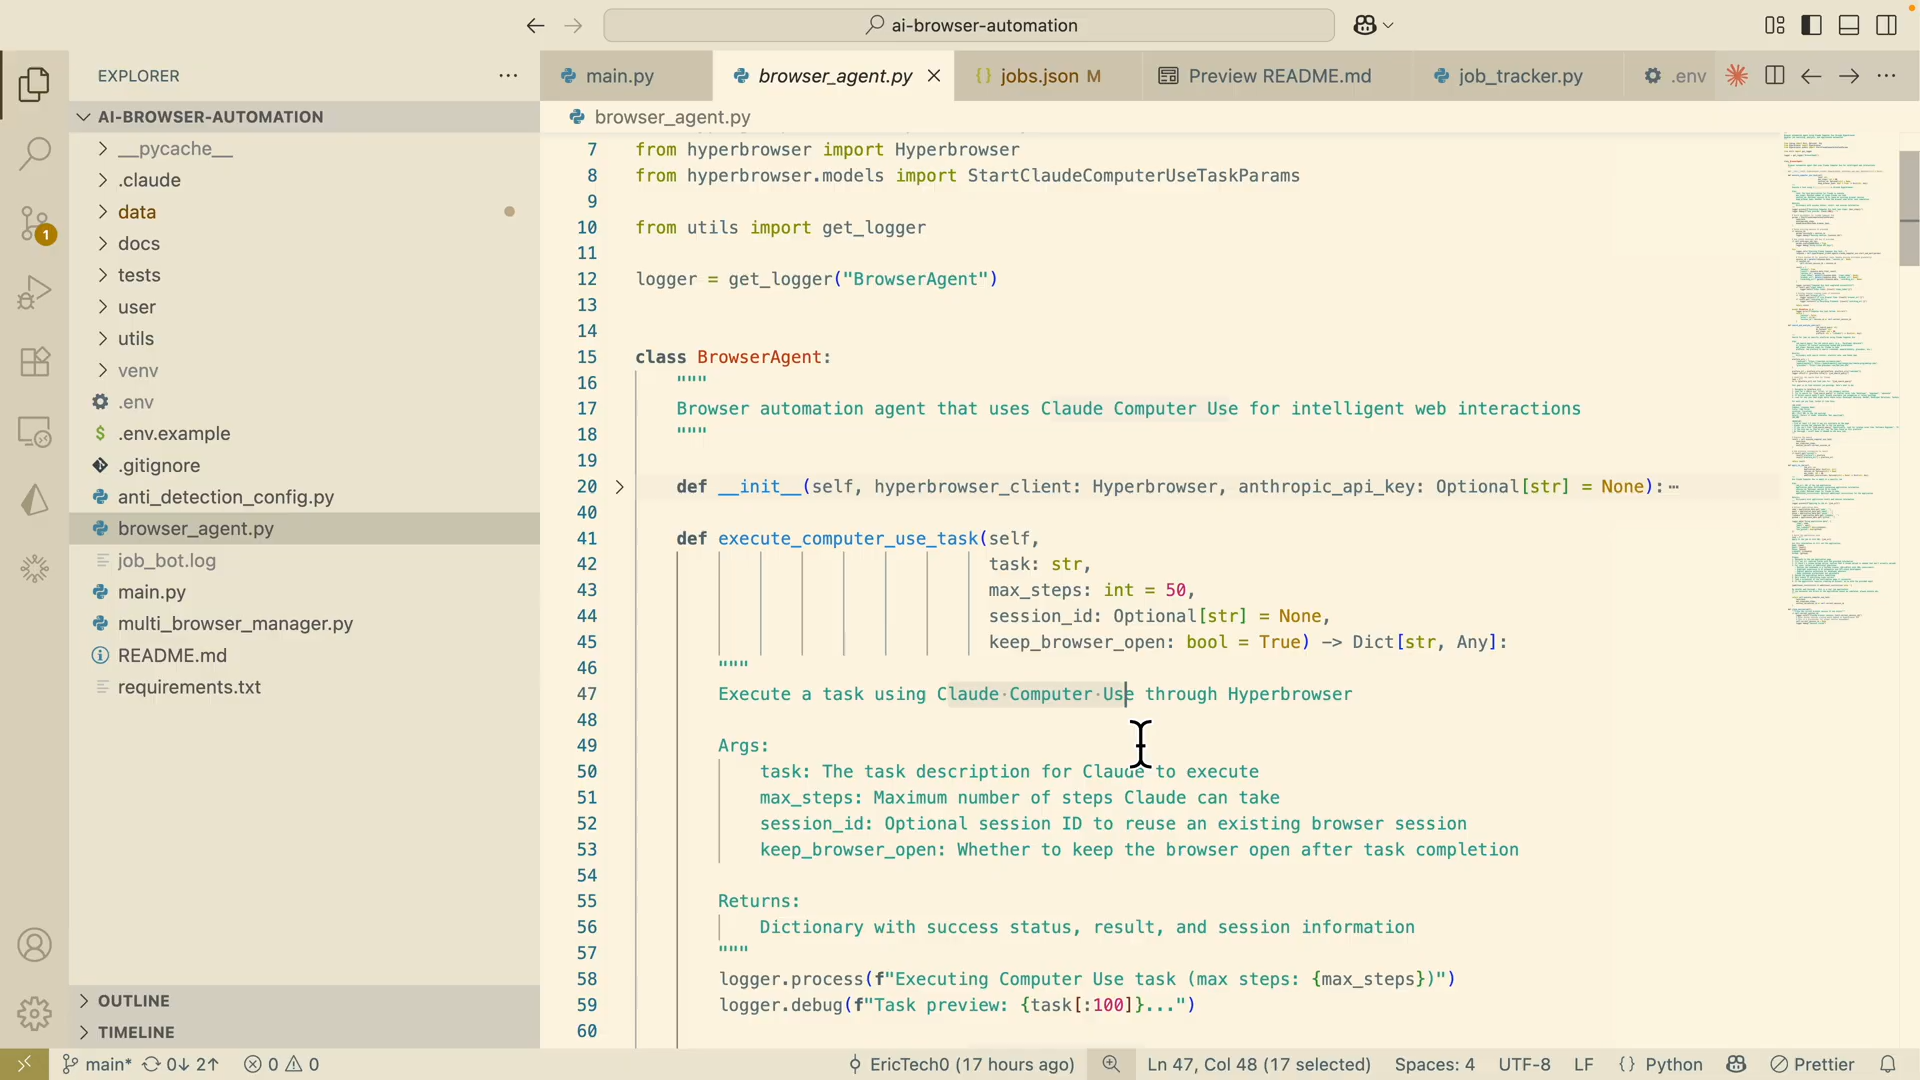 ai-browser-automation
EXPLORER
AI-BROWSER-AUTOMATION
__pycache__
.claude
data
docs
tests
user
utils
venv
.env
$ .env.example
.gitignore
anti_detection_config.py
browser_agent.py
job_bot.log
main.py
multi_browser_manager.py
README.md
requirements.txt
OUTLINE
TIMELINE
1
main.py
browser_agent.py
{} jobs.json M
Preview README.md
job_tracker.py
.env
browser_agent.py
7 from hyperbrowser import Hyperbrowser
8 from hyperbrowser.models import StartClaudeComputerUseTaskParams
9
10 from utils import get_logger
11
12 logger = get_logger("BrowserAgent")
13
14
15 class BrowserAgent:
16 """
17 Browser automation agent that uses Claude Computer Use for intelligent web interactions
18 """
19
20 def __init__(self, hyperbrowser_client: Hyperbrowser, anthropic_api_key: Optional[str] = None):⋯
40
41 def execute_computer_use_task(self,
42 task: str,
43 max_steps: int = 50,
44 session_id: Optional[str] = None,
45 keep_browser_open: bool = True) -> Dict[str, Any]:
46 """
47 Execute a task using Claude·Computer·Use through Hyperbrowser
48
49 Args:
50 task: The task description for Claude to execute
51 max_steps: Maximum number of steps Claude can take
52 session_id: Optional session ID to reuse an existing browser session
53 keep_browser_open: Whether to keep the browser open after task completion
54
55 Returns:
56 Dictionary with success status, result, and session information
57 """
58 logger.process(f"Executing Computer Use task (max steps: {max_steps})")
59 logger.debug(f"Task preview: {task[:100]}...")
60
main* 0↓ 2↑ 0 0 EricTech0 (17 hours ago) Ln 47, Col 48 (17 selected) Spaces: 4 UTF-8 LF {} Python Prettier